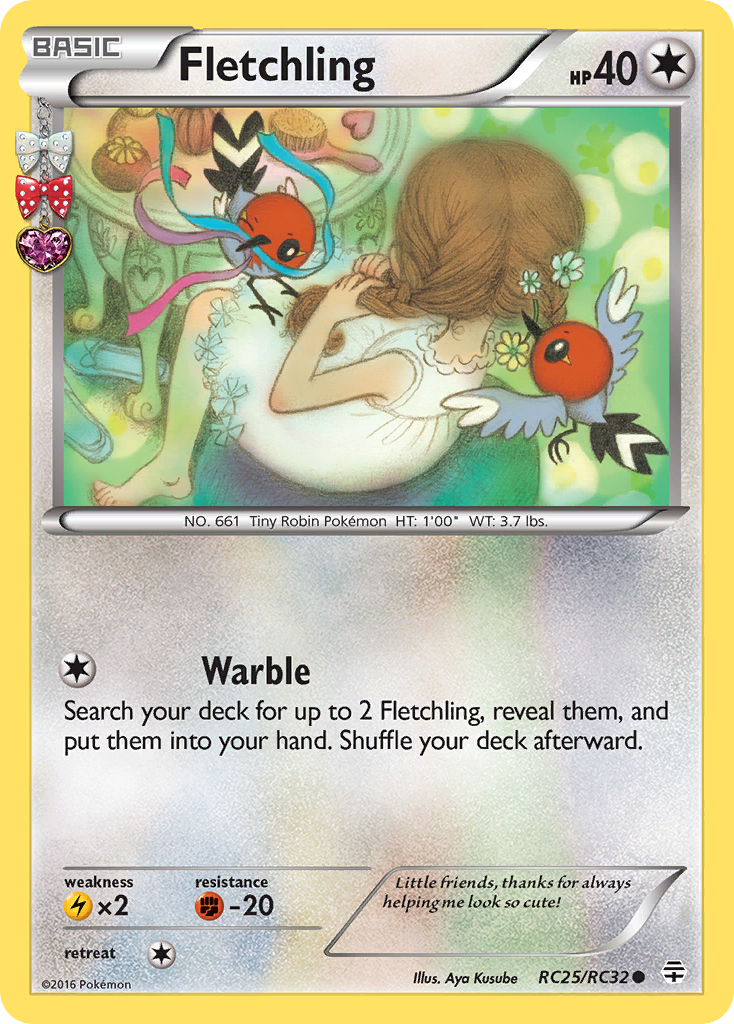 BASIC
Fletchling
HP40
NO. 661 Tiny Robin Pokémon HT: 1'00" WT: 3.7 lbs.
Warble
Search your deck for up to 2 Fletchling, reveal them, and
put them into your hand. Shuffle your deck afterward.
weakness
×2
resistance
-20
retreat
Little friends, thanks for always
helping me look so cute!
©2016 Pokémon
Illus. Aya Kusube
RC25/RC32